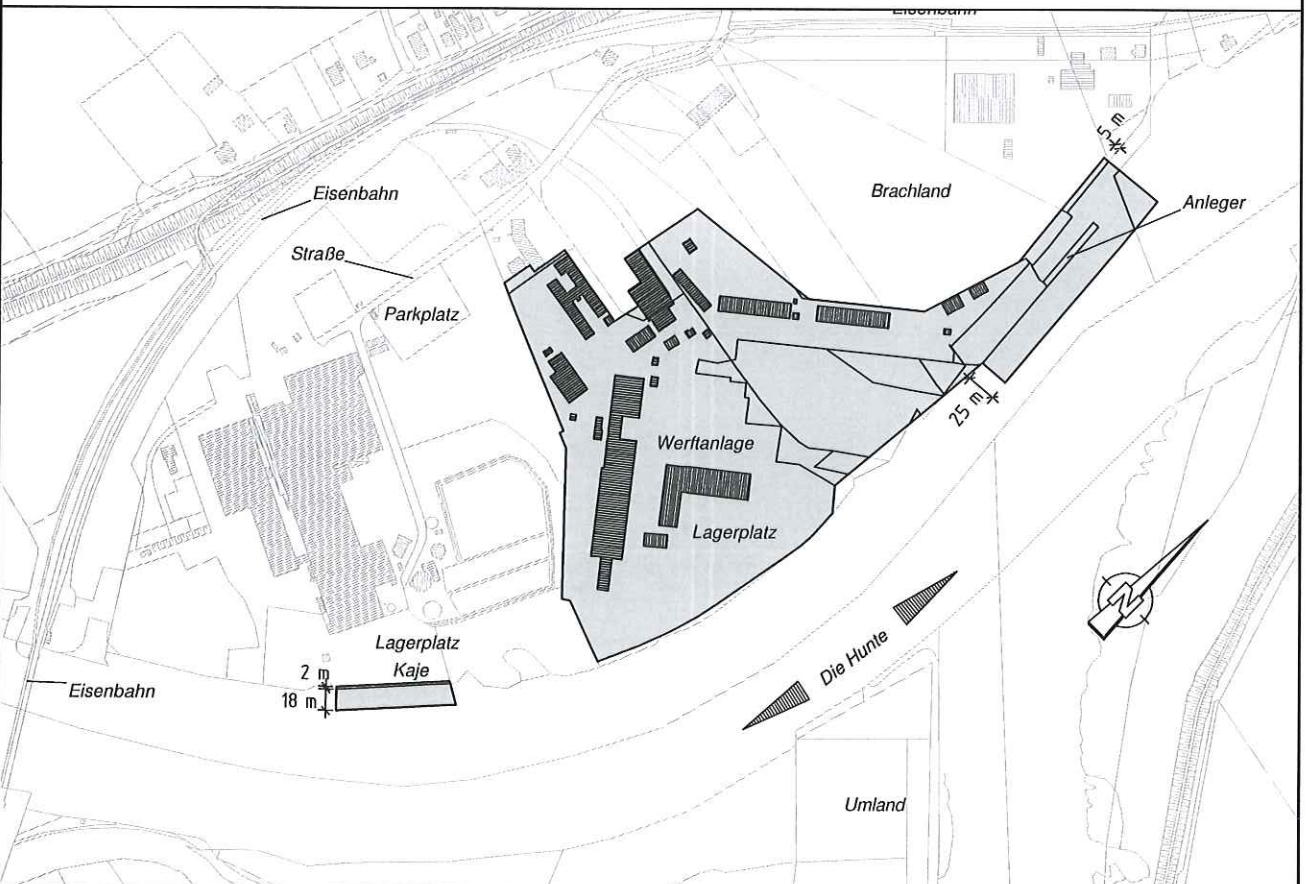 Eisenbahn
5 m
Eisenbahn
Brachland
Anleger
Straße
Parkplatz
25 m
Werftanlage
Lagerplatz
N
Lagerplatz
Kaje
2 m
18 m
Die Hunte
Eisenbahn
Umland